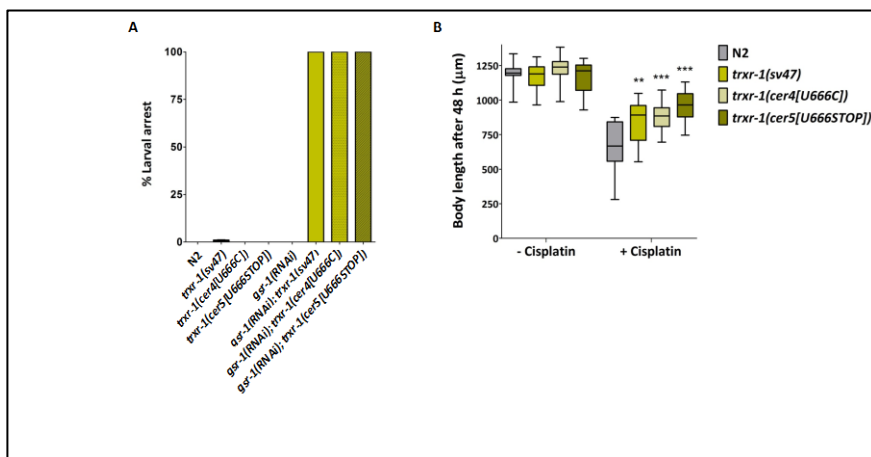 A
% Larval arrest
100
75
50
25
0
N2
trxr-1(sv47)
trxr-1(cer4[U666C])
trxr-1(cer5[U666STOP])
gsr-1(RNAi)
gsr-1(RNAi); trxr-1(sv47)
gsr-1(RNAi); trxr-1(cer4[U666C])
gsr-1(RNAi); trxr-1(cer5[U666STOP])
B
Body length after 48 h (µm)
1250
1000
750
500
250
0
** *** ***
- Cisplatin + Cisplatin
N2
trxr-1(sv47)
trxr-1(cer4[U666C])
trxr-1(cer5[U666STOP])